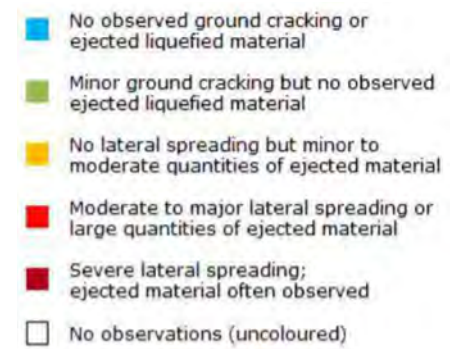 No observed ground cracking or
ejected liquefied material
Minor ground cracking but no observed
ejected liquefied material
No lateral spreading but minor to
moderate quantities of ejected material
Moderate to major lateral spreading or
large quantities of ejected material
Severe lateral spreading;
ejected material often observed
No observations (uncoloured)